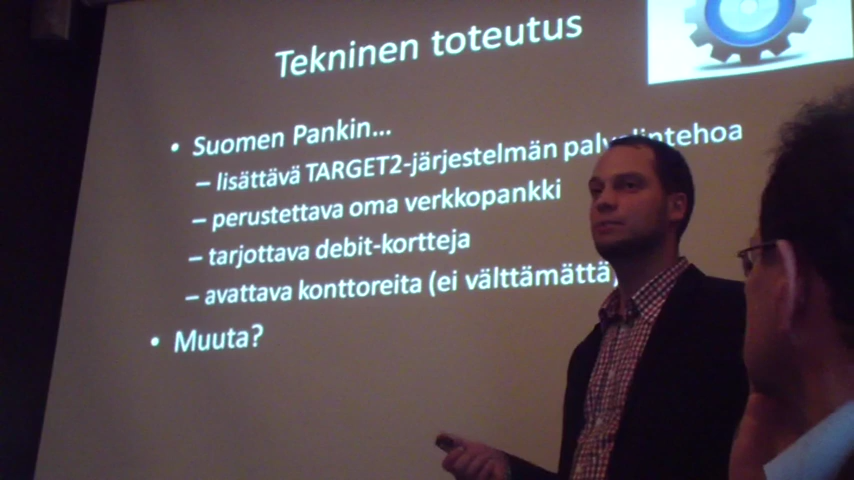 Tekninen toteutus
• Suomen Pankin...
– lisättävä TARGET2-järjestelmän palvelintehoa
– perustettava oma verkkopankki
– tarjottava debit-kortteja
– avattava konttoreita (ei välttämättä)
• Muuta?